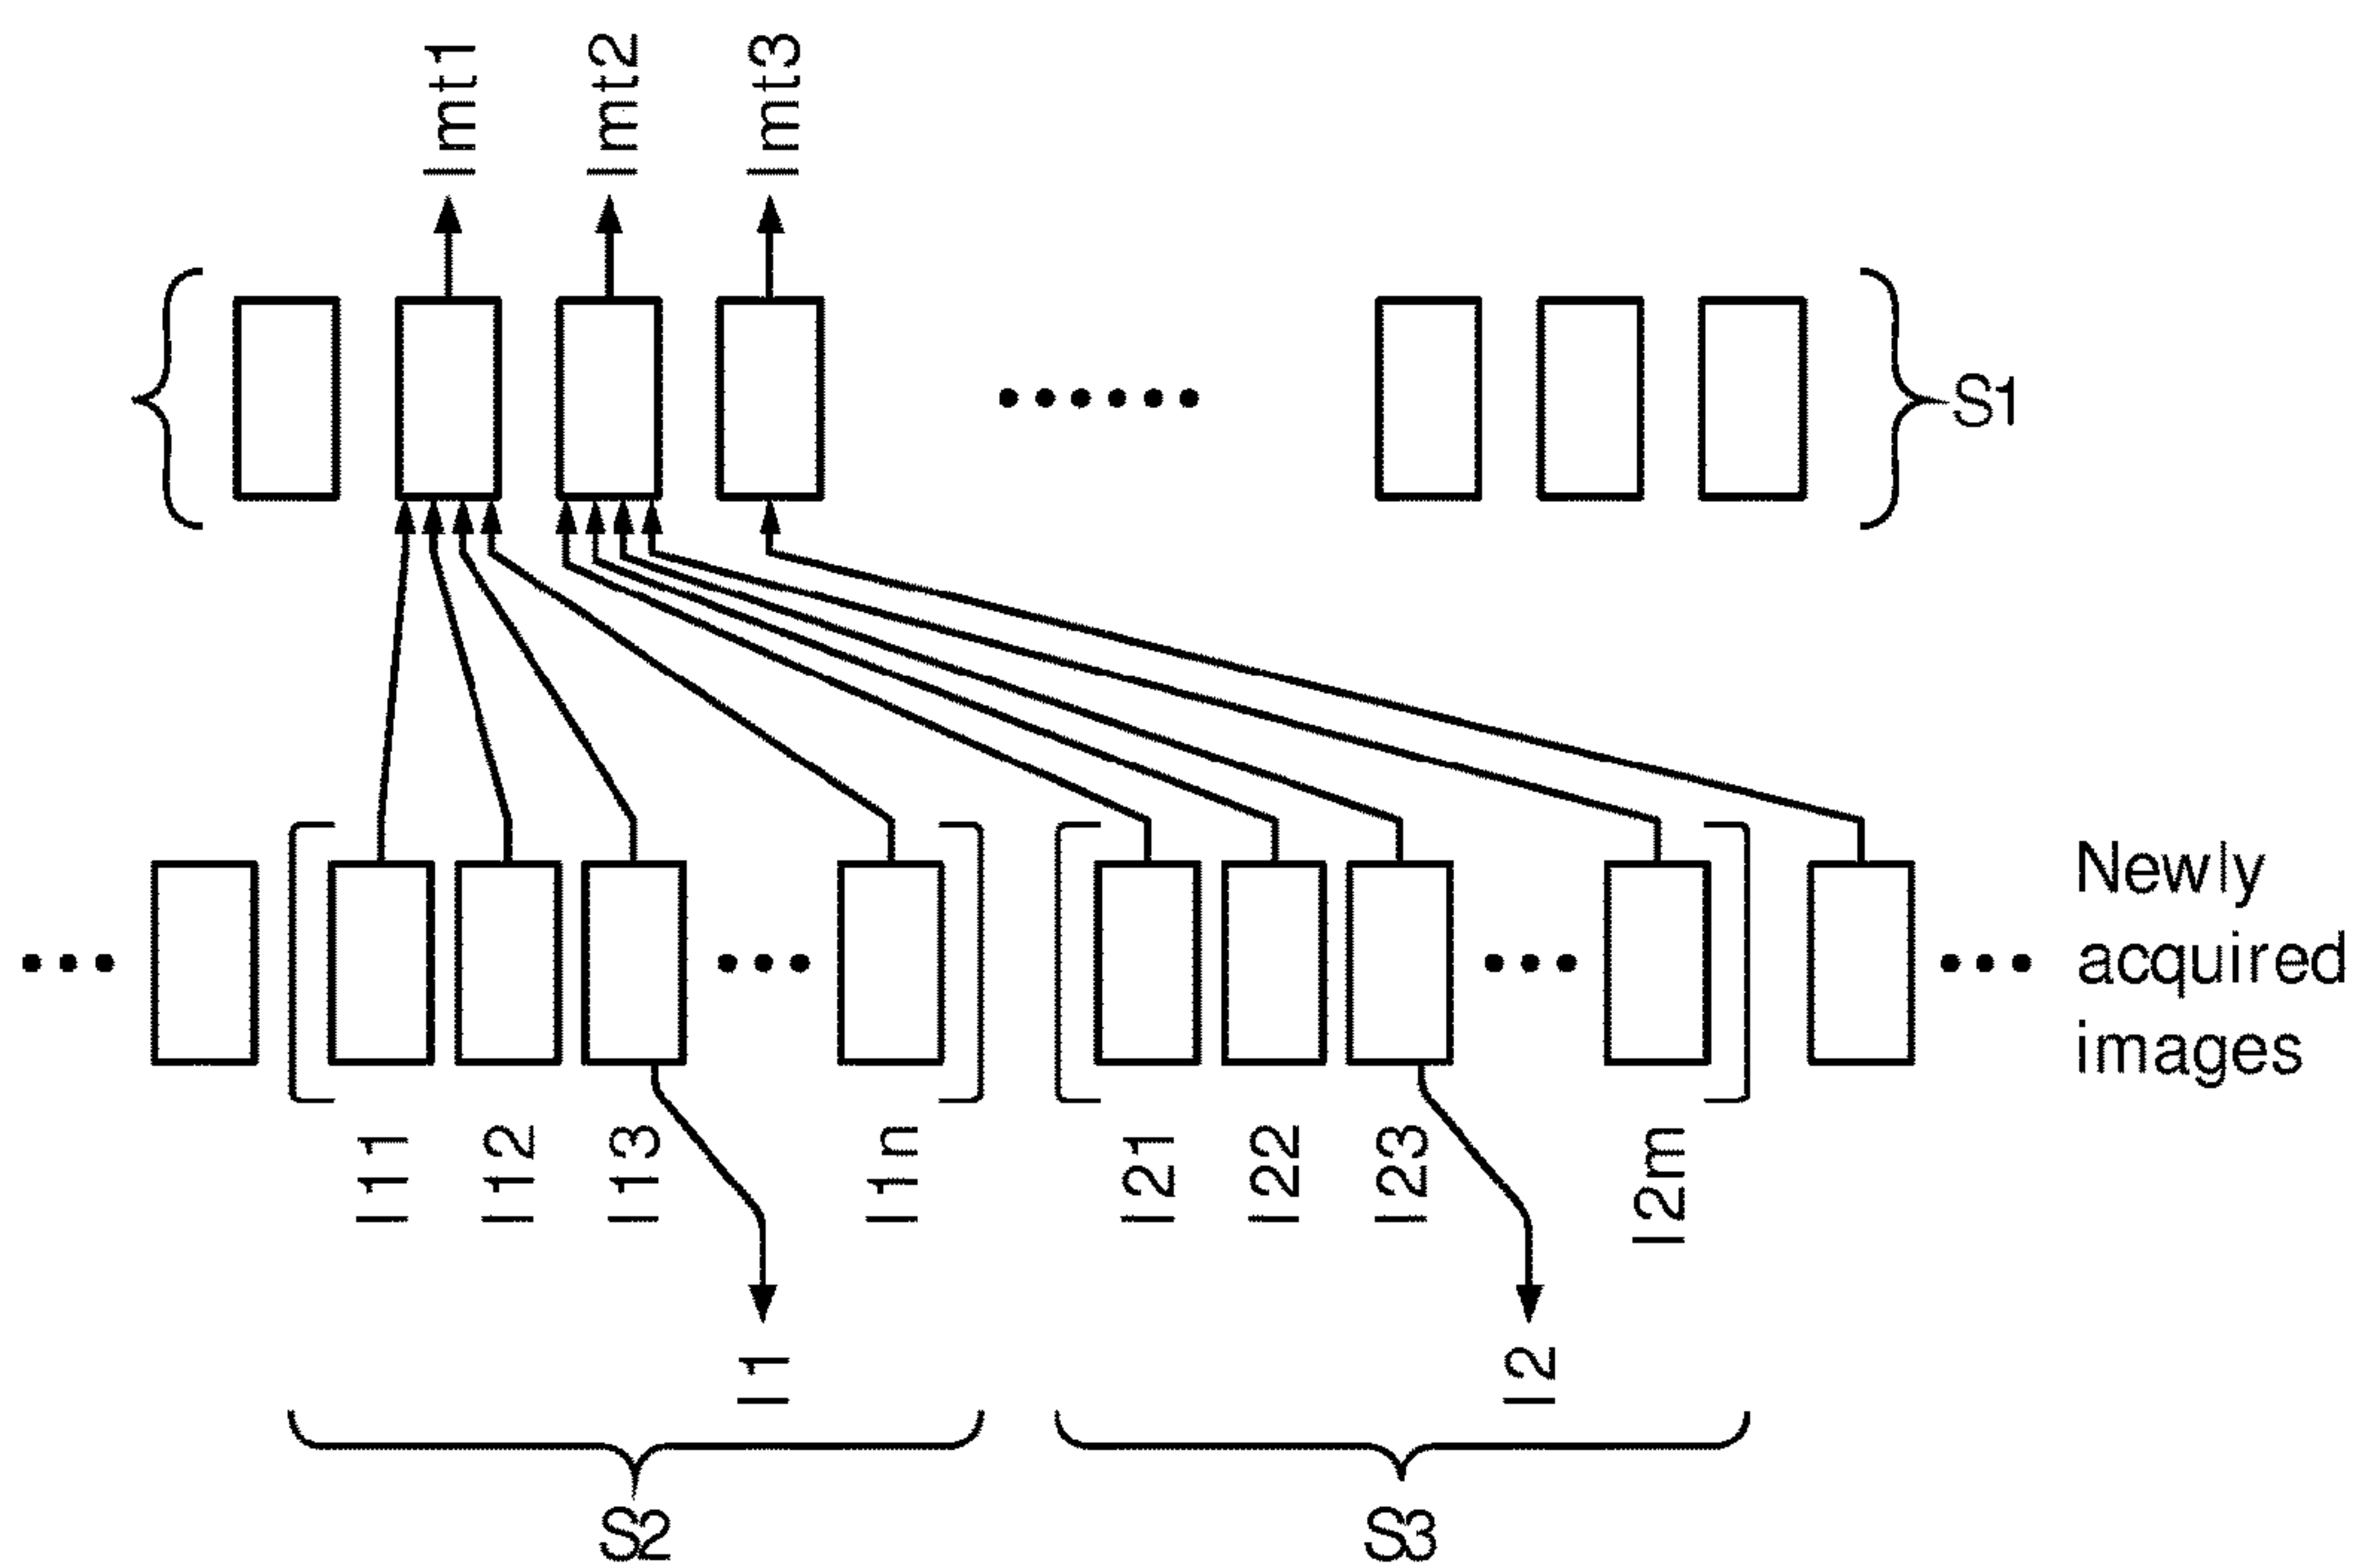 Imt1
Imt2
Imt3
S1
Newly
acquired
images
I11
I12
I13
I1n
I21
I22
I23
I2m
I1
I2
S2
S3